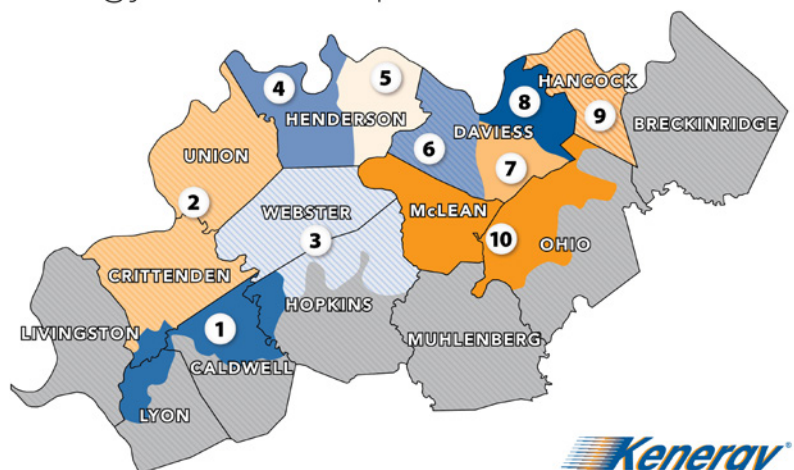 5
4
HANCOCK
8
HENDERSON
9
DAVIESS
BRECKINRIDGE
6
UNION
7
2
WEBSTER
McLEAN
3
10
OHIO
CRITTENDEN
HOPKINS
LIVINGSTON
1
MUHLENBERG
CALDWELL
LYON
Kenergy